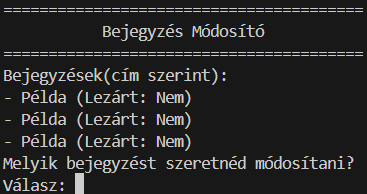 ========================================
Bejegyzés Módosító
========================================
Bejegyzések(cím szerint):
- Példa (Lezárt: Nem)
- Példa (Lezárt: Nem)
- Példa (Lezárt: Nem)
Melyik bejegyzést szeretnéd módosítani?
Válasz: